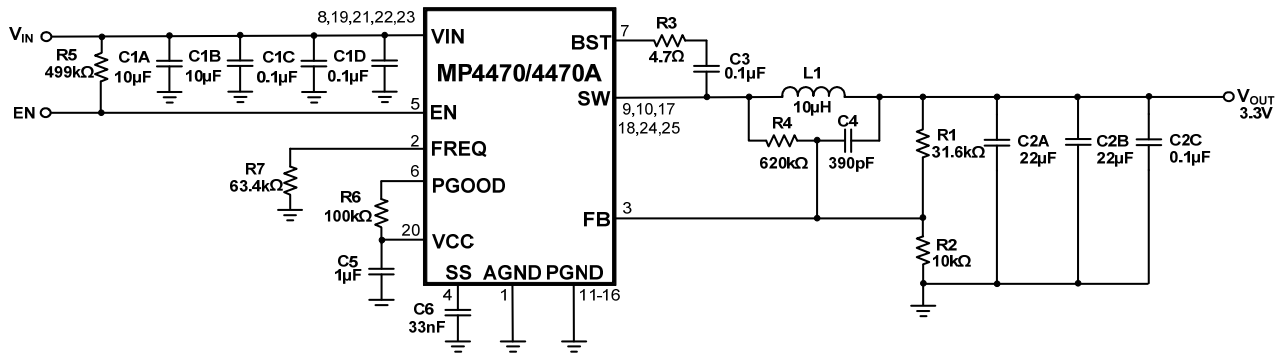 8,19,21,22,23
VIN
R5
499kΩ
C1A
10µF
C1B
10µF
C1C
0.1µF
C1D
0.1µF
EN
VIN
MP4470/4470A
BST
SW
5
EN
2
FREQ
6
PGOOD
20
VCC
SS
AGND
PGND
FB
R7
63.4kΩ
R6
100kΩ
C5
1µF
4
1
11-16
C6
33nF
7
R3
4.7Ω
C3
0.1µF
9,10,17
18,24,25
L1
10µH
R4
620kΩ
C4
390pF
3
R1
31.6kΩ
R2
10kΩ
C2A
22µF
C2B
22µF
C2C
0.1µF
VOUT
3.3V